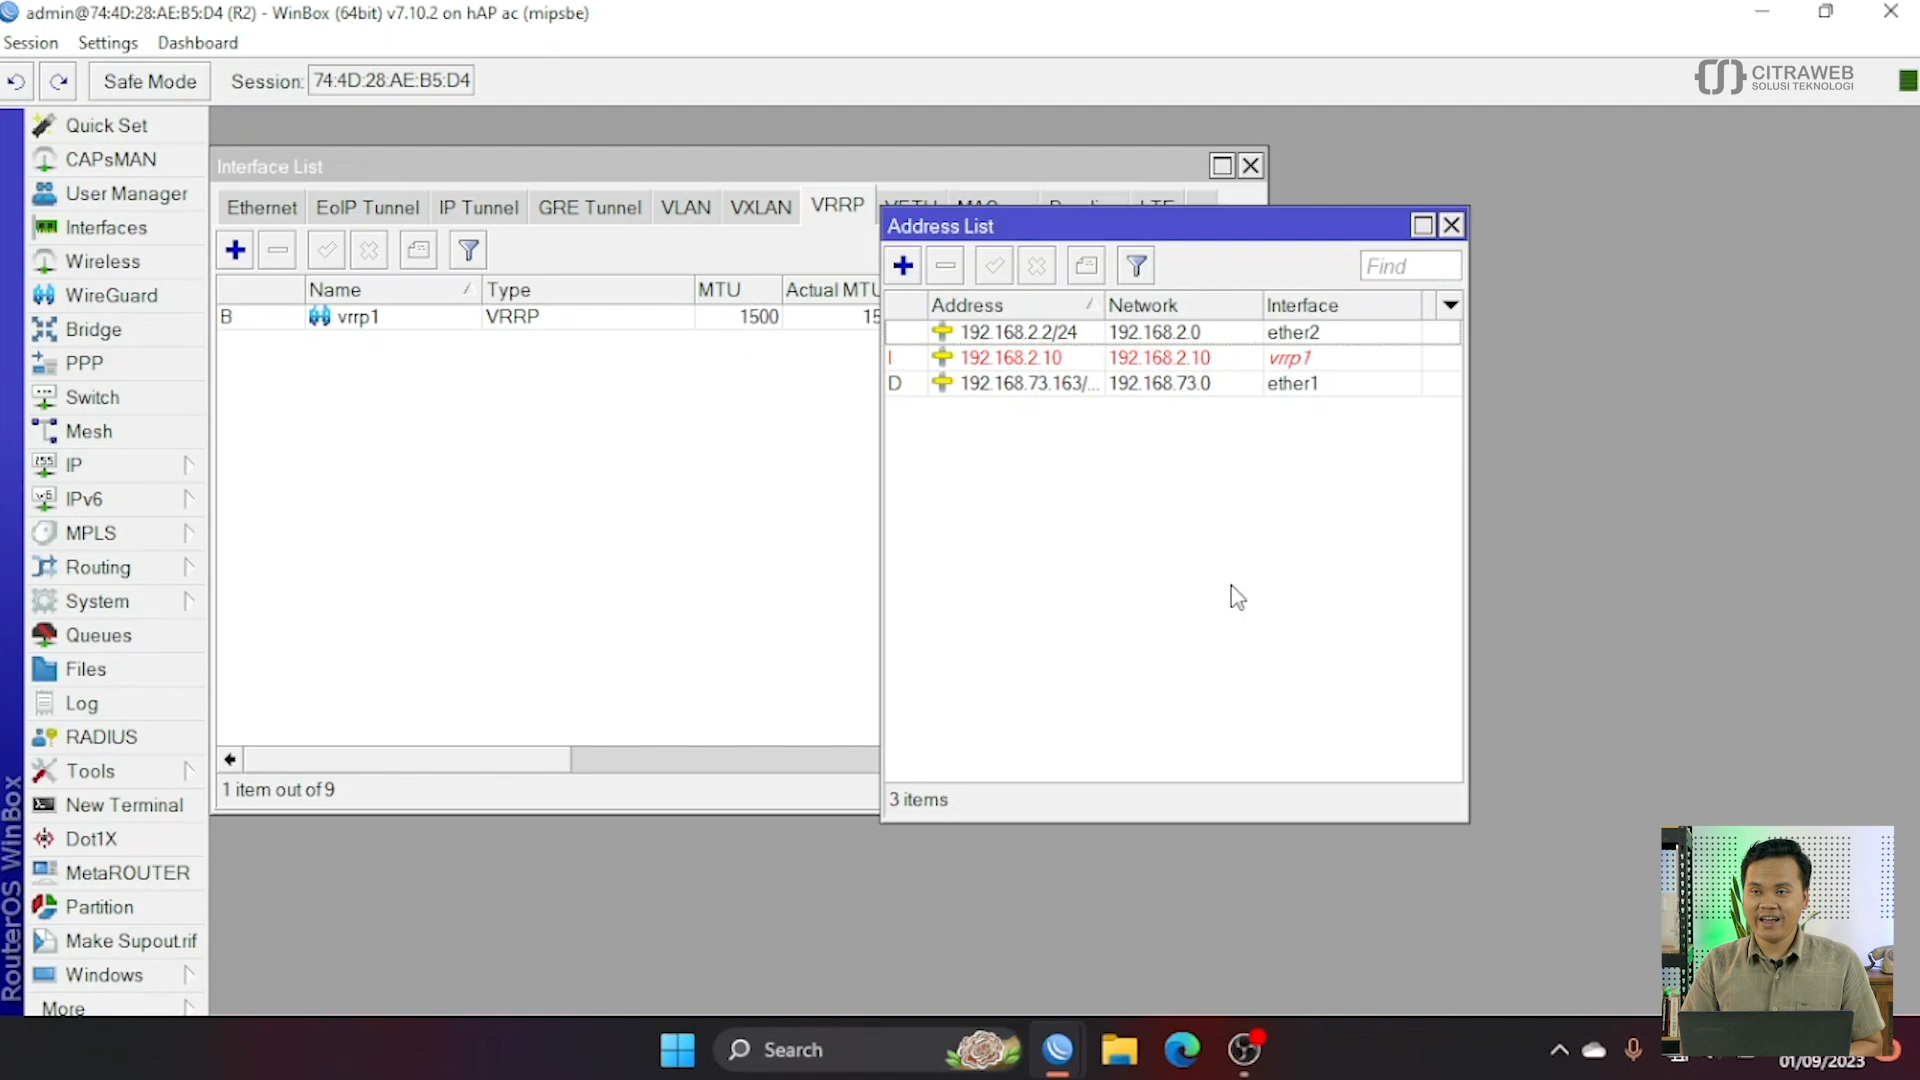 admin@74:4D:28:AE:B5:D4 (R2) - WinBox (64bit) v7.10.2 on hAP ac (mipsbe)
Session Settings Dashboard
Safe Mode Session: 74:4D:28:AE:B5:D4
CITRAWEB
SOLUSI TEKNOLOGI
Quick Set
CAPsMAN
User Manager
Interfaces
Wireless
WireGuard
Bridge
PPP
Switch
Mesh
IP
IPv6
MPLS
Routing
System
Queues
Files
Log
RADIUS
Tools
New Terminal
Dot1X
MetaROUTER
Partition
Make Supout.rif
Windows
More
RouterOS WinBox
Interface List
Ethernet EoIP Tunnel IP Tunnel GRE Tunnel VLAN VXLAN VRRP
Name Type MTU Actual MTU
B vrrp1 VRRP 1500 15
1 item out of 9
Address List
Find
Address Network Interface
192.168.2.2/24 192.168.2.0 ether2
I 192.168.2.10 192.168.2.10 vrrp1
D 192.168.73.163/... 192.168.73.0 ether1
3 items
Search
01/09/2023